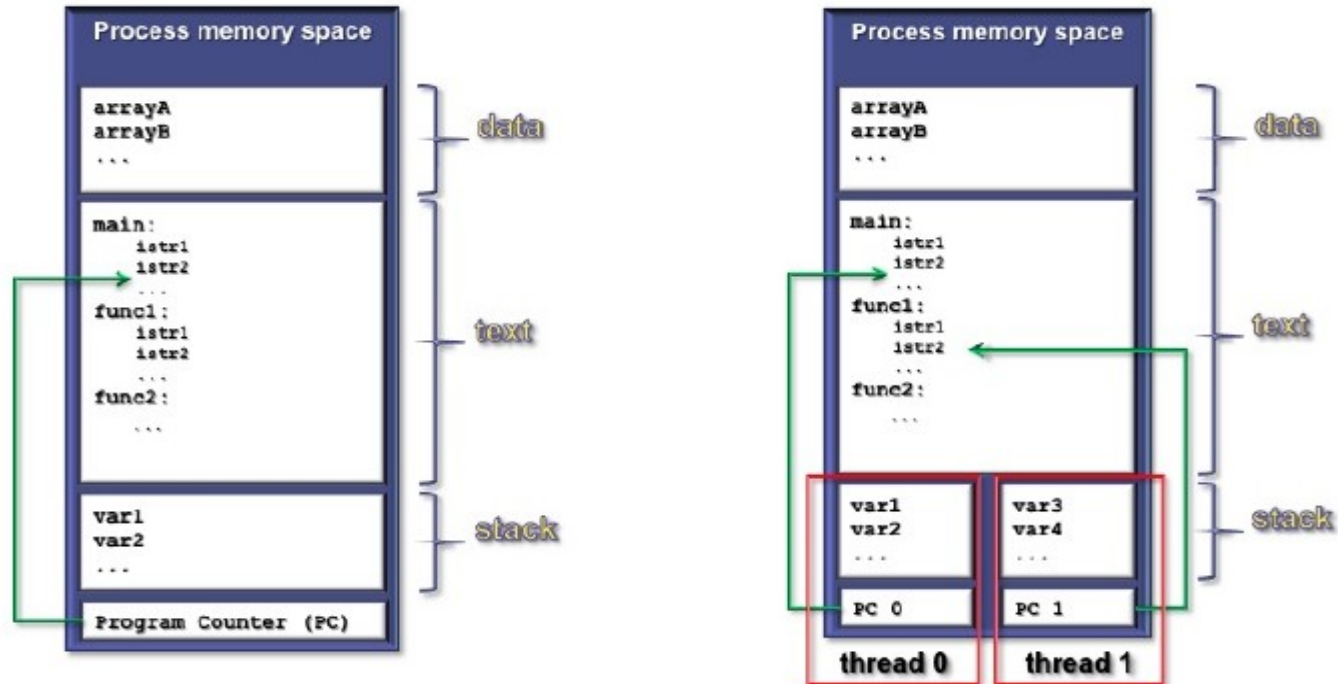 Process memory space
arrayA
arrayB
...
data
main:
istr1
istr2
...
func1:
istr1
istr2
...
func2:
...
text
var1
var2
...
stack
Program Counter (PC)
Process memory space
arrayA
arrayB
...
data
main:
istr1
istr2
...
func1:
istr1
istr2
...
func2:
...
text
var1
var2
...
var3
var4
...
stack
PC 0
PC 1
thread 0
thread 1